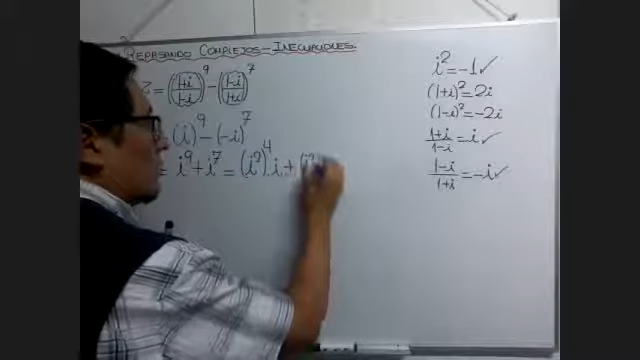 REPASANDO COMPLEJOS-INECUACIONES.
Z = ((1+i)/(1-i))^9 - ((1-i)/(1+i))^7
= (i)^9 - (-i)^7
= i^9 + i^7 = (i^2)^4.i + (i^2
i^2 = -1 ✓
(1+i)^2 = 2i
(1-i)^2 = -2i
(1+i)/(1-i) = i ✓
(1-i)/(1+i) = -i ✓